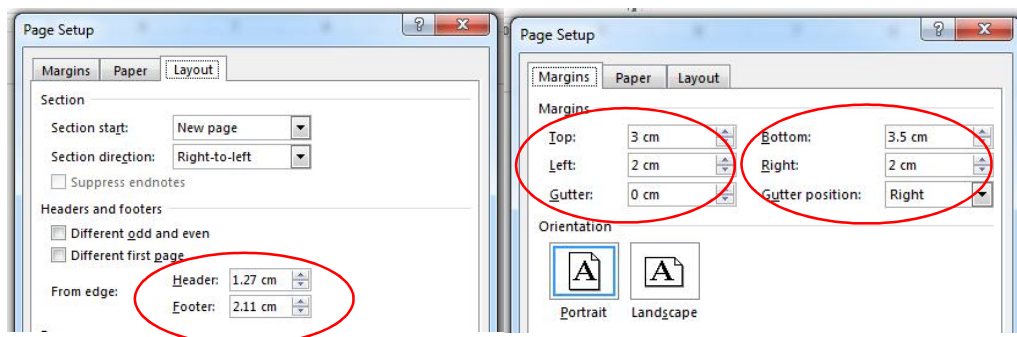 Page Setup
Margins Paper Layout
Section
Section start: New page
Section direction: Right-to-left
Suppress endnotes
Headers and footers
Different odd and even
Different first page
From edge: Header: 1.27 cm
Footer: 2.11 cm
Page Setup
Margins Paper Layout
Margins
Top: 3 cm Bottom: 3.5 cm
Left: 2 cm Right: 2 cm
Gutter: 0 cm Gutter position: Right
Orientation
A A
Portrait Landscape